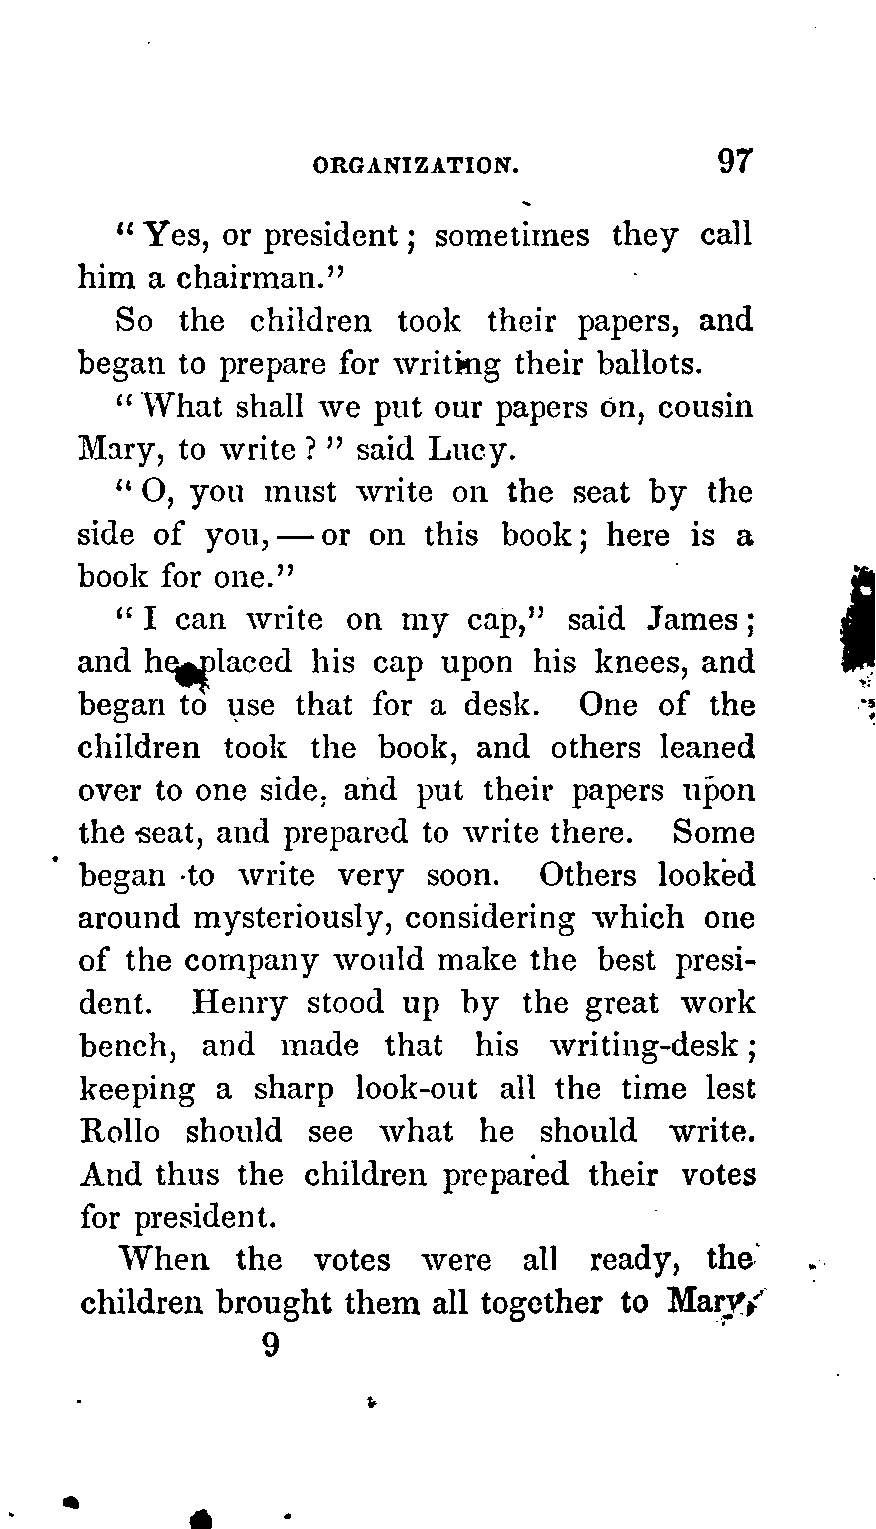 ORGANIZATION. 97
“ Yes, or president ; sometimes they call
him a chairman.”
So the children took their papers, and
began to prepare for writing their ballots.
“ What shall we put our papers on, cousin
Mary, to write ? ” said Lucy.
“ O, you must write on the seat by the
side of you, — or on this book ; here is a
book for one.”
“ I can write on my cap,” said James ;
and he placed his cap upon his knees, and
began to use that for a desk. One of the
children took the book, and others leaned
over to one side, and put their papers upon
the seat, and prepared to write there. Some
began to write very soon. Others looked
around mysteriously, considering which one
of the company would make the best presi-
dent. Henry stood up by the great work
bench, and made that his writing-desk ;
keeping a sharp look-out all the time lest
Rollo should see what he should write.
And thus the children prepared their votes
for president.
When the votes were all ready, the
children brought them all together to Mary,
9